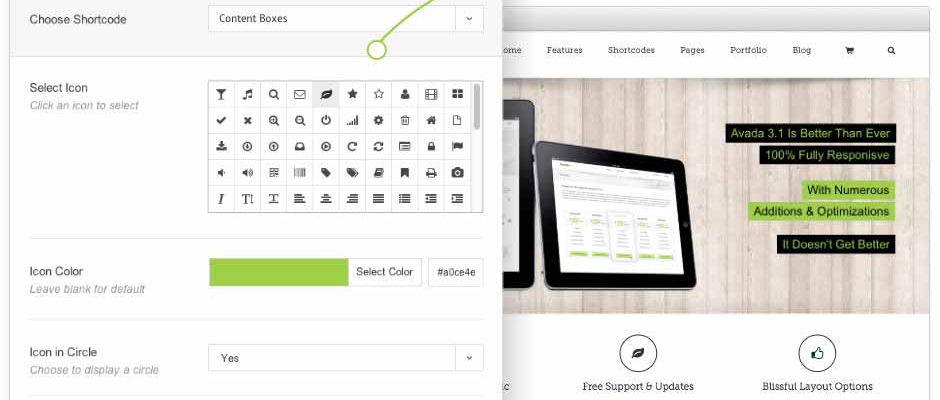 Choose Shortcode
Content Boxes
Select Icon
Click an icon to select
Icon Color
Leave blank for default
Select Color
#a0ce4e
Icon in Circle
Choose to display a circle
Yes
ome
Features
Shortcodes
Pages
Portfolio
Blog
Avada 3.1 Is Better Than Ever
100% Fully Responisve
With Numerous
Additions & Optimizations
It Doesn't Get Better
ic
Free Support & Updates
Blissful Layout Options